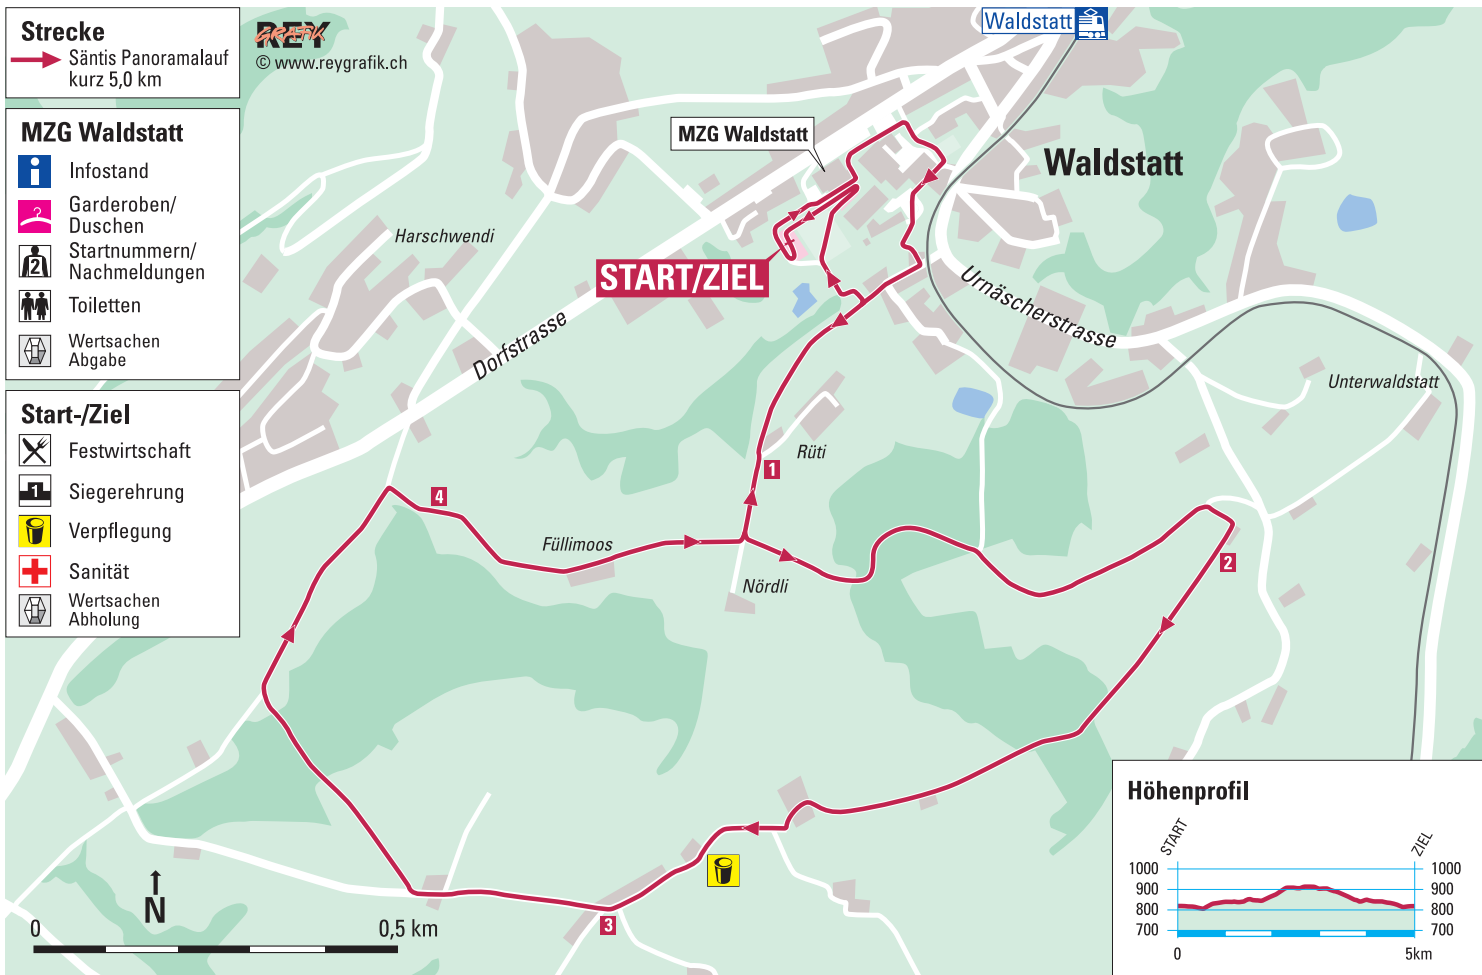 Strecke
Säntis Panoramalauf
kurz 5,0 km
REY
GRAFIK
© www.reygrafik.ch
MZG Waldstatt
Infostand
Garderoben/
Duschen
2
Startnummern/
Nachmeldungen
Toiletten
Wertsachen
Abgabe
Start-/Ziel
Festwirtschaft
1
Siegerehrung
Verpflegung
Sanität
Wertsachen
Abholung
Waldstatt
MZG Waldstatt
Waldstatt
Harschwendi
START/ZIEL
Urnäscherstrasse
Dorfstrasse
Unterwaldstatt
Rüti
1
4
Füllimoos
Nördli
2
3
N
0
0,5 km
Höhenprofil
START
ZIEL
1000
1000
900
900
800
800
700
700
0
5km